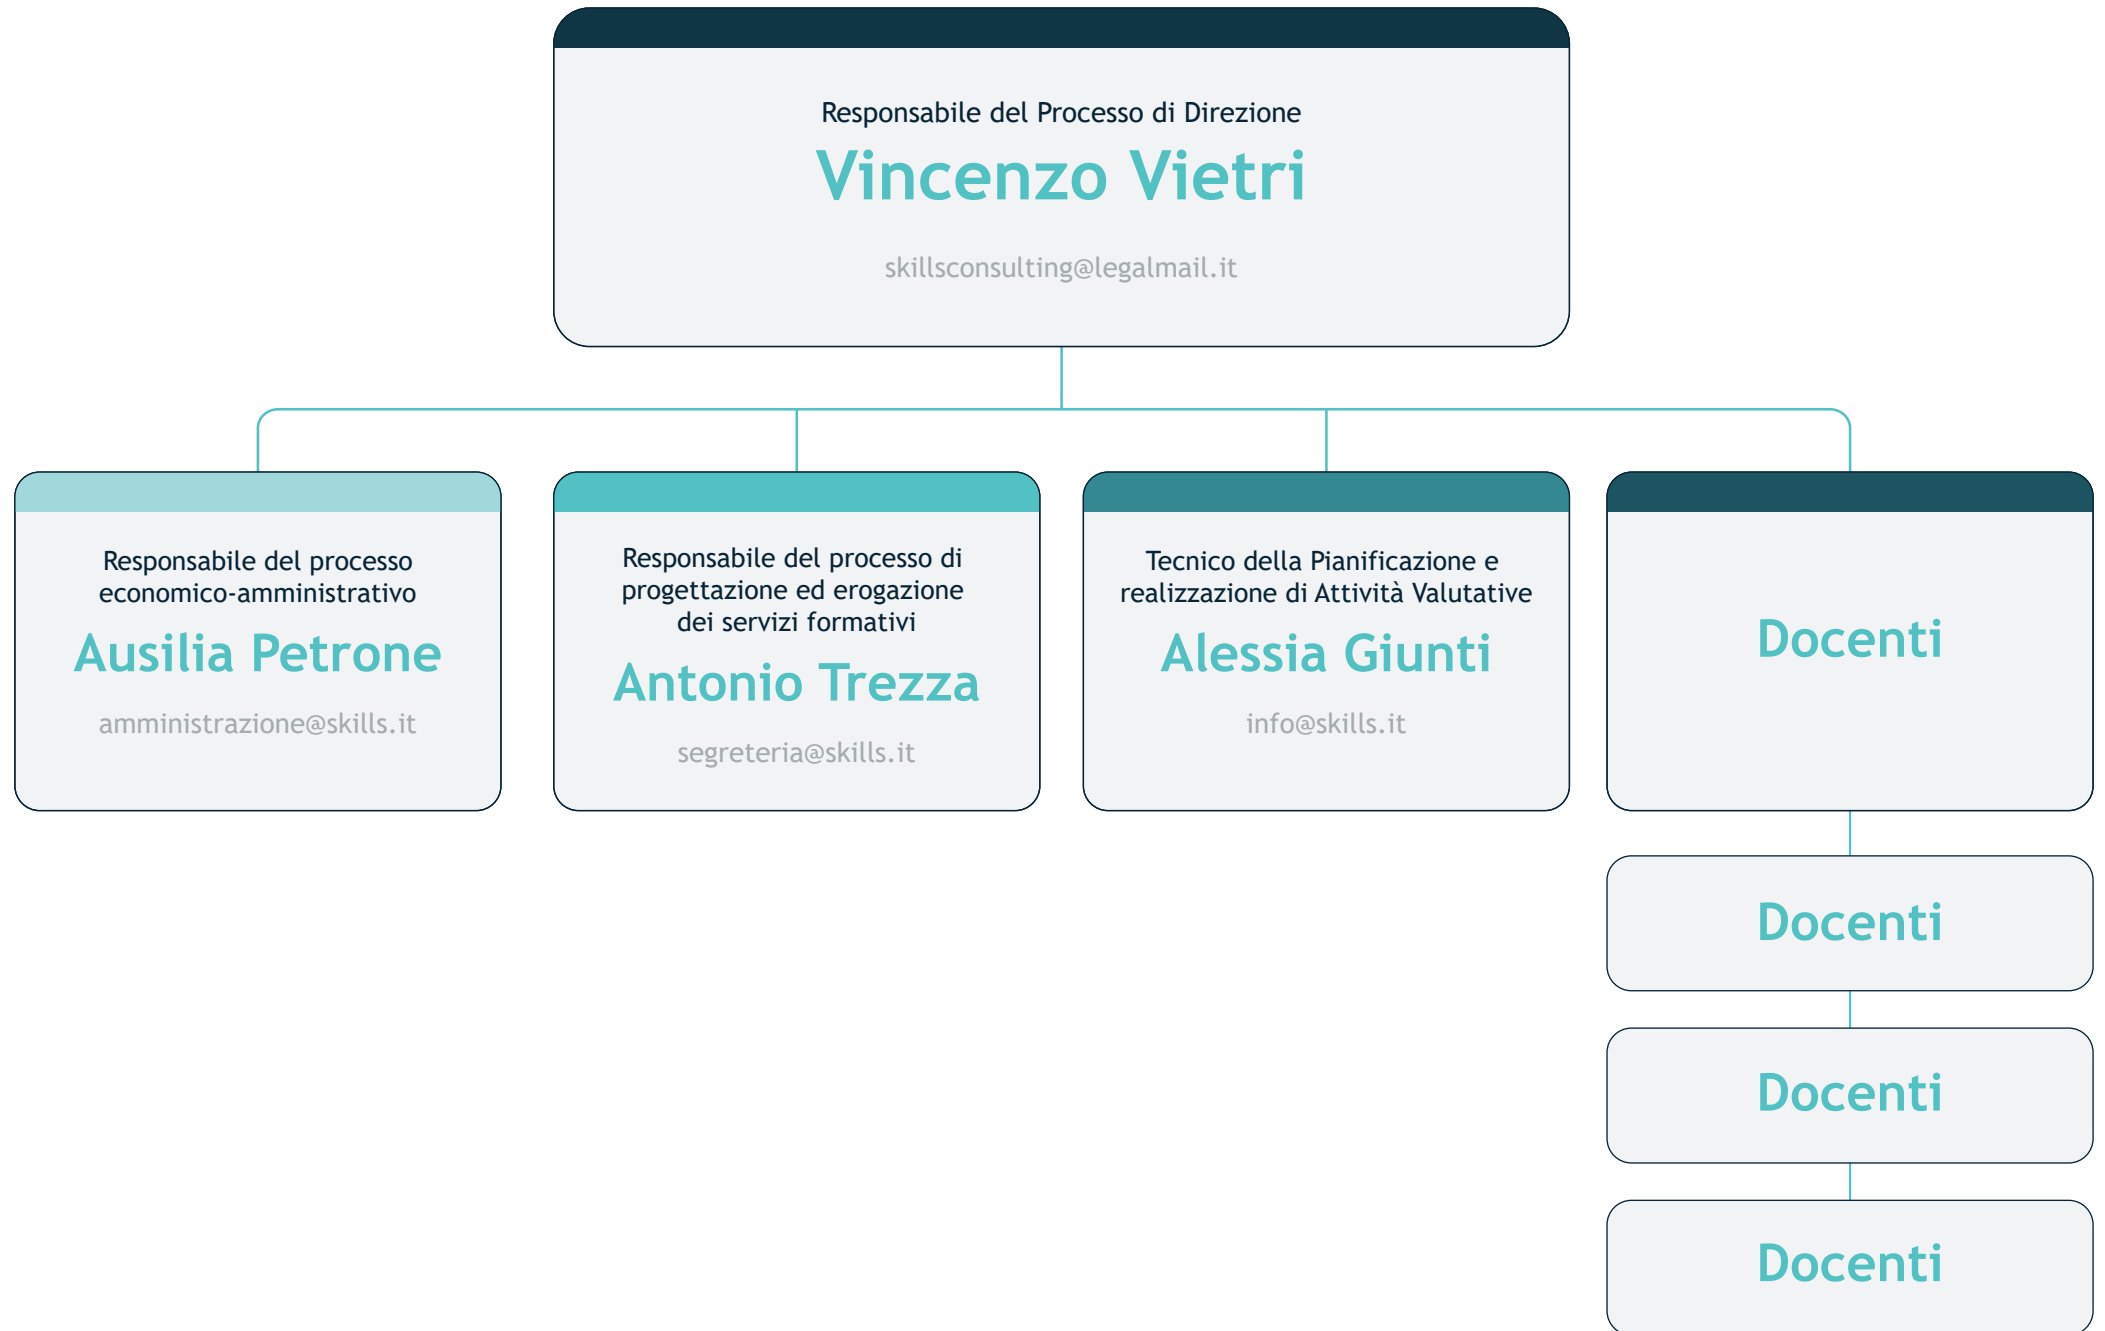 Responsabile del Processo di Direzione
Vincenzo Vietri
skillsconsulting@legalmail.it
Responsabile del processo
economico-amministrativo
Ausilia Petrone
amministrazione@skills.it
Responsabile del processo di
progettazione ed erogazione
dei servizi formativi
Antonio Trezza
segreteria@skills.it
Tecnico della Pianificazione e
realizzazione di Attività Valutative
Alessia Giunti
info@skills.it
Docenti
Docenti
Docenti
Docenti